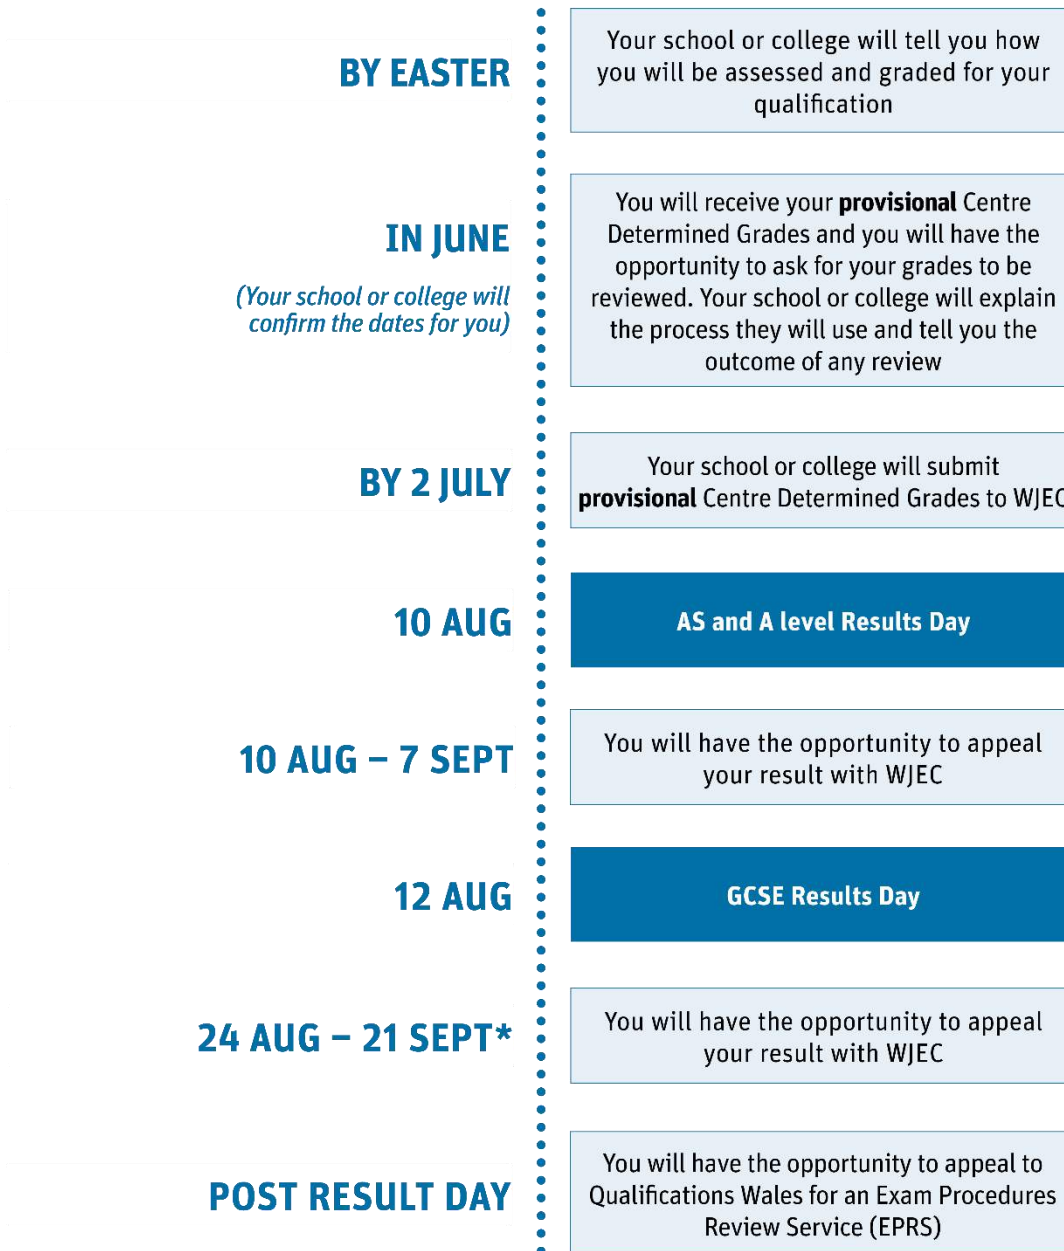 BY EASTER
Your school or college will tell you how
you will be assessed and graded for your
qualification
IN JUNE
(Your school or college will
confirm the dates for you)
You will receive your provisional Centre
Determined Grades and you will have the
opportunity to ask for your grades to be
reviewed. Your school or college will explain
the process they will use and tell you the
outcome of any review
BY 2 JULY
Your school or college will submit
provisional Centre Determined Grades to WJEC
10 AUG
AS and A level Results Day
10 AUG – 7 SEPT
You will have the opportunity to appeal
your result with WJEC
12 AUG
GCSE Results Day
24 AUG – 21 SEPT*
You will have the opportunity to appeal
your result with WJEC
POST RESULT DAY
You will have the opportunity to appeal to
Qualifications Wales for an Exam Procedures
Review Service (EPRS)